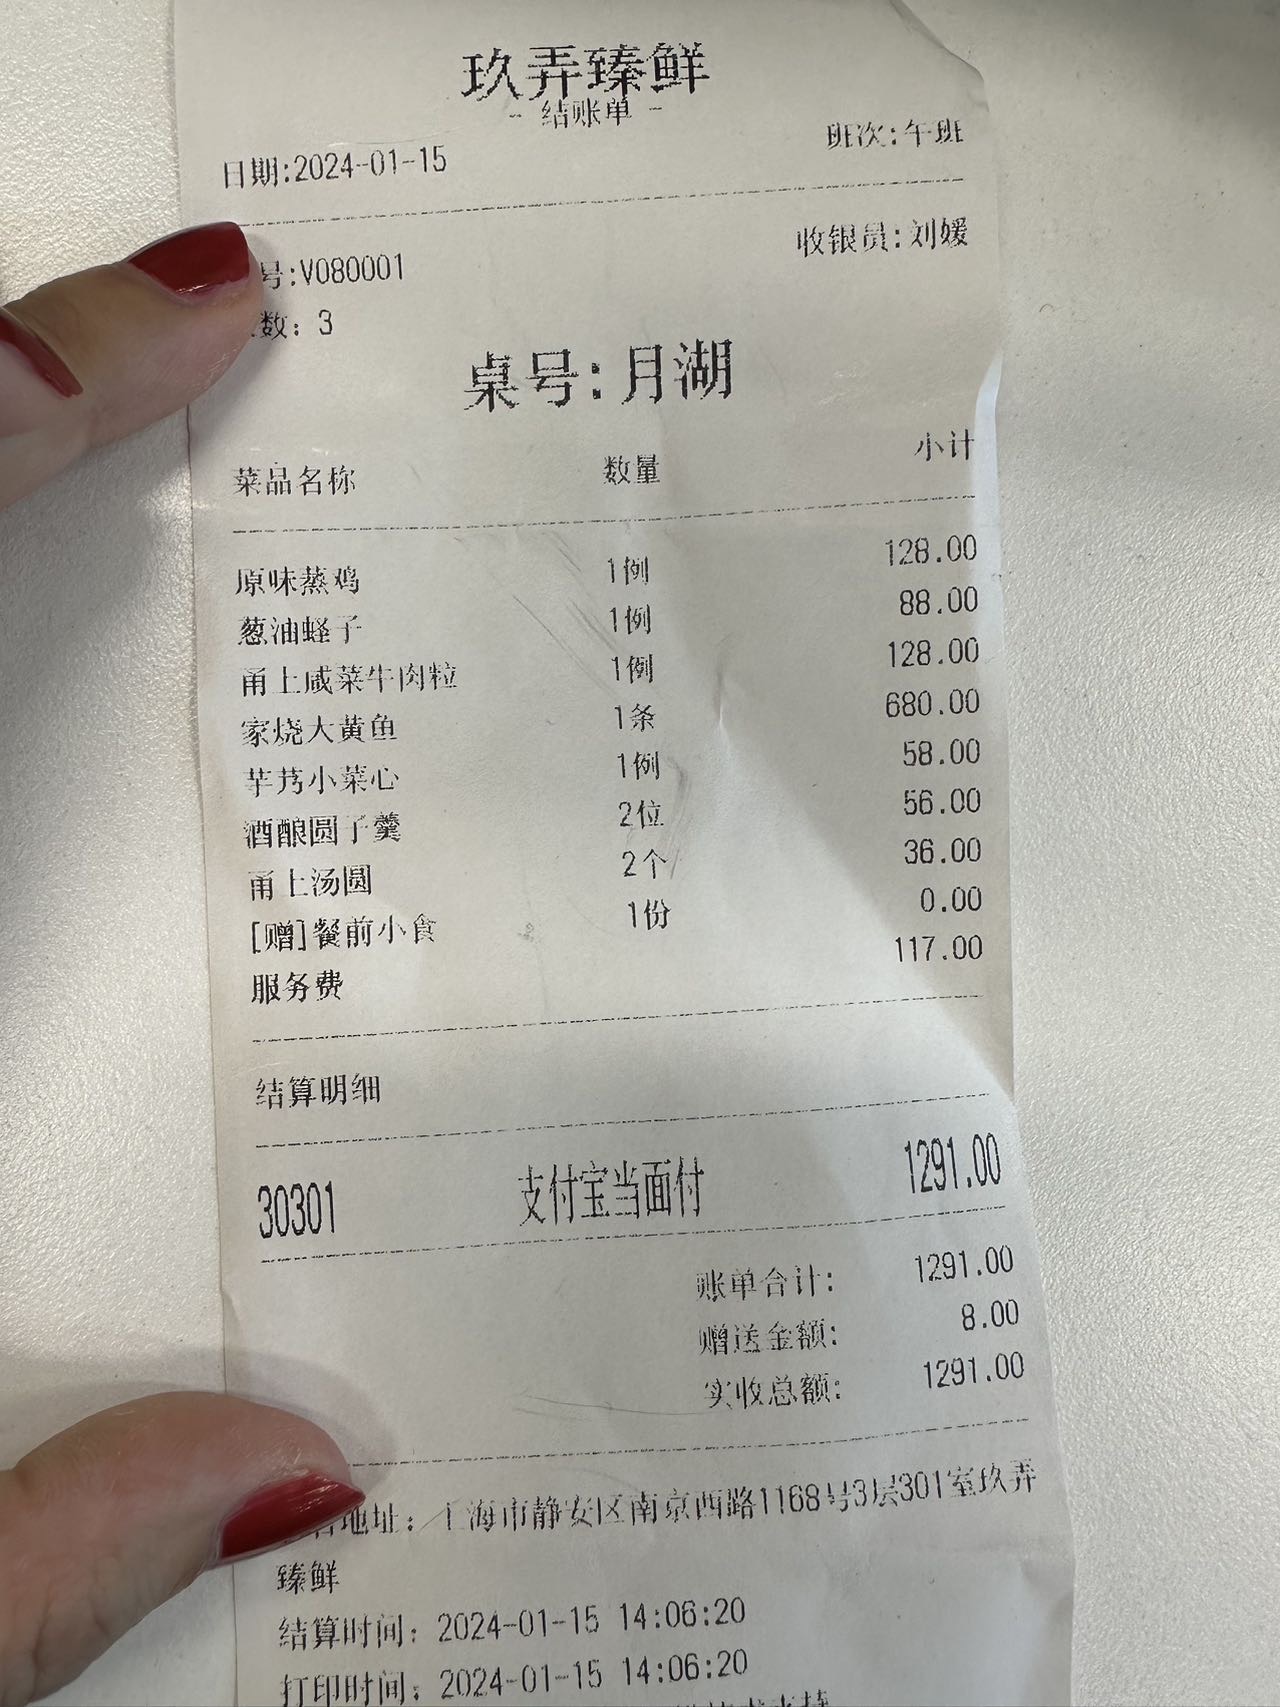 玖弄臻鲜
- 结账单 -
日期:2024-01-15 班次:午班
号:V080001 收银员:刘媛
数: 3
桌号:月湖
菜品名称 数量 小计
原味蒸鸡 1例 128.00
葱油蛏子 1例 88.00
甬上咸菜牛肉粒 1例 128.00
家烧大黄鱼 1条 680.00
芋艿小菜心 1例 58.00
酒酿圆子羹 2位 56.00
甬上汤圆 2个 36.00
[赠]餐前小食 1份 0.00
服务费 117.00
结算明细
30301 支付宝当面付 1291.00
账单合计: 1291.00
赠送金额: 8.00
实收总额: 1291.00
地址: 上海市静安区南京西路1168号3层301室玖弄
臻鲜
结算时间: 2024-01-15 14:06:20
打印时间: 2024-01-15 14:06:20